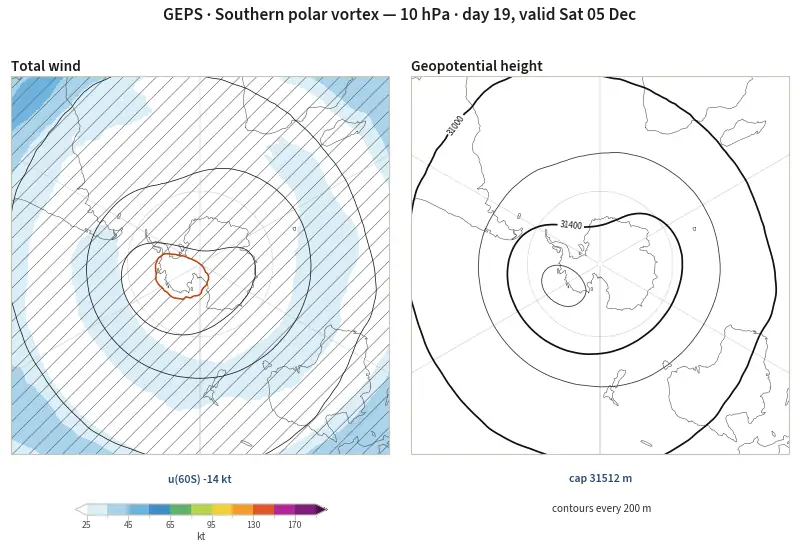 GEPS · Southern polar vortex — 10 hPa · day 19, valid Sat 05 Dec
Total wind
Geopotential height
31000
31400
u(60S) -14 kt
cap 31512 m
contours every 200 m
25 45 65 95 130 170
kt